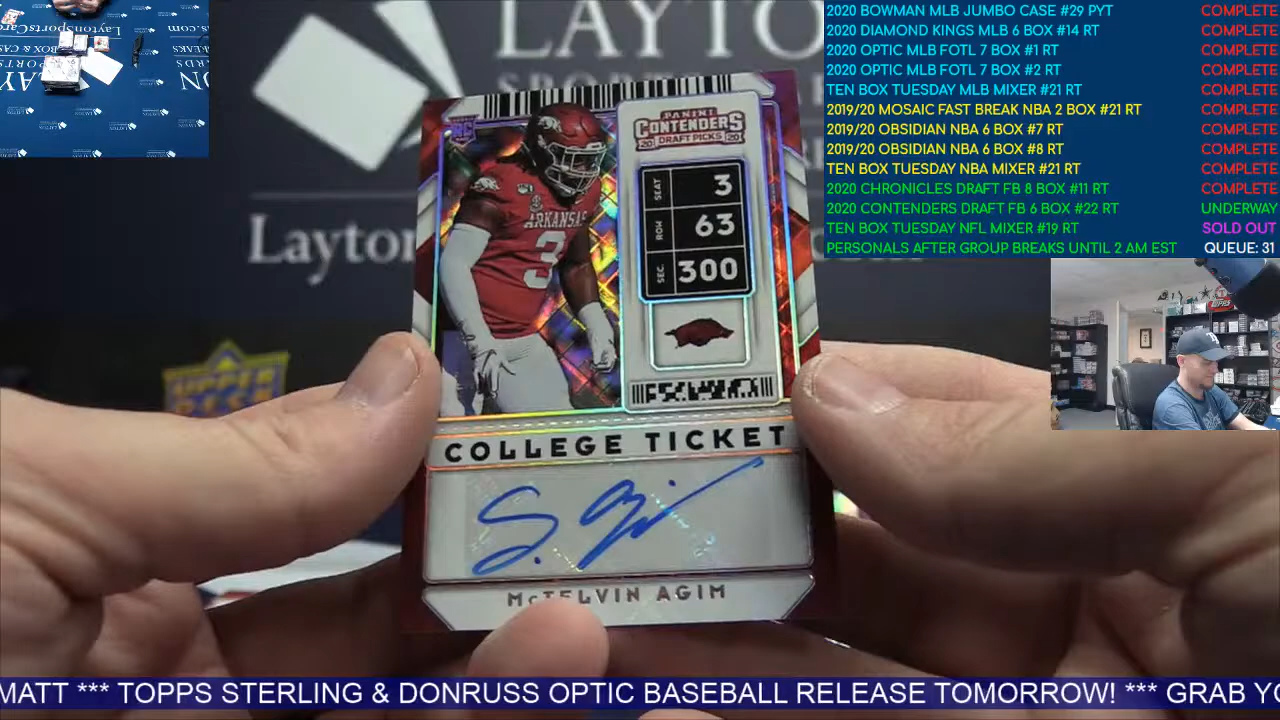 2020 BOWMAN MLB JUMBO CASE #29 PYT COMPLETE
2020 DIAMOND KINGS MLB 6 BOX #14 RT COMPLETE
2020 OPTIC MLB FOTL 7 BOX #1 RT COMPLETE
2020 OPTIC MLB FOTL 7 BOX #2 RT COMPLETE
TEN BOX TUESDAY MLB MIXER #21 RT COMPLETE
2019/20 MOSAIC FAST BREAK NBA 2 BOX #21 RT COMPLETE
2019/20 OBSIDIAN NBA 6 BOX #7 RT COMPLETE
2019/20 OBSIDIAN NBA 6 BOX #8 RT COMPLETE
TEN BOX TUESDAY NBA MIXER #21 RT COMPLETE
2020 CHRONICLES DRAFT FB 8 BOX #11 RT COMPLETE
2020 CONTENDERS DRAFT FB 6 BOX #22 RT UNDERWAY
TEN BOX TUESDAY NFL MIXER #19 RT SOLD OUT
PERSONALS AFTER GROUP BREAKS UNTIL 2 AM EST QUEUE: 31
LAYTO
Layton
UPPER
RC
PANINI
CONTENDERS
20 DRAFT PICKS 20
SEAT 3
ROW 63
SEC. 300
ARKANSAS
3
COLLEGE TICKET
McTELVIN AGIM
MATT *** TOPPS STERLING & DONRUSS OPTIC BASEBALL RELEASE TOMORROW! *** GRAB YO